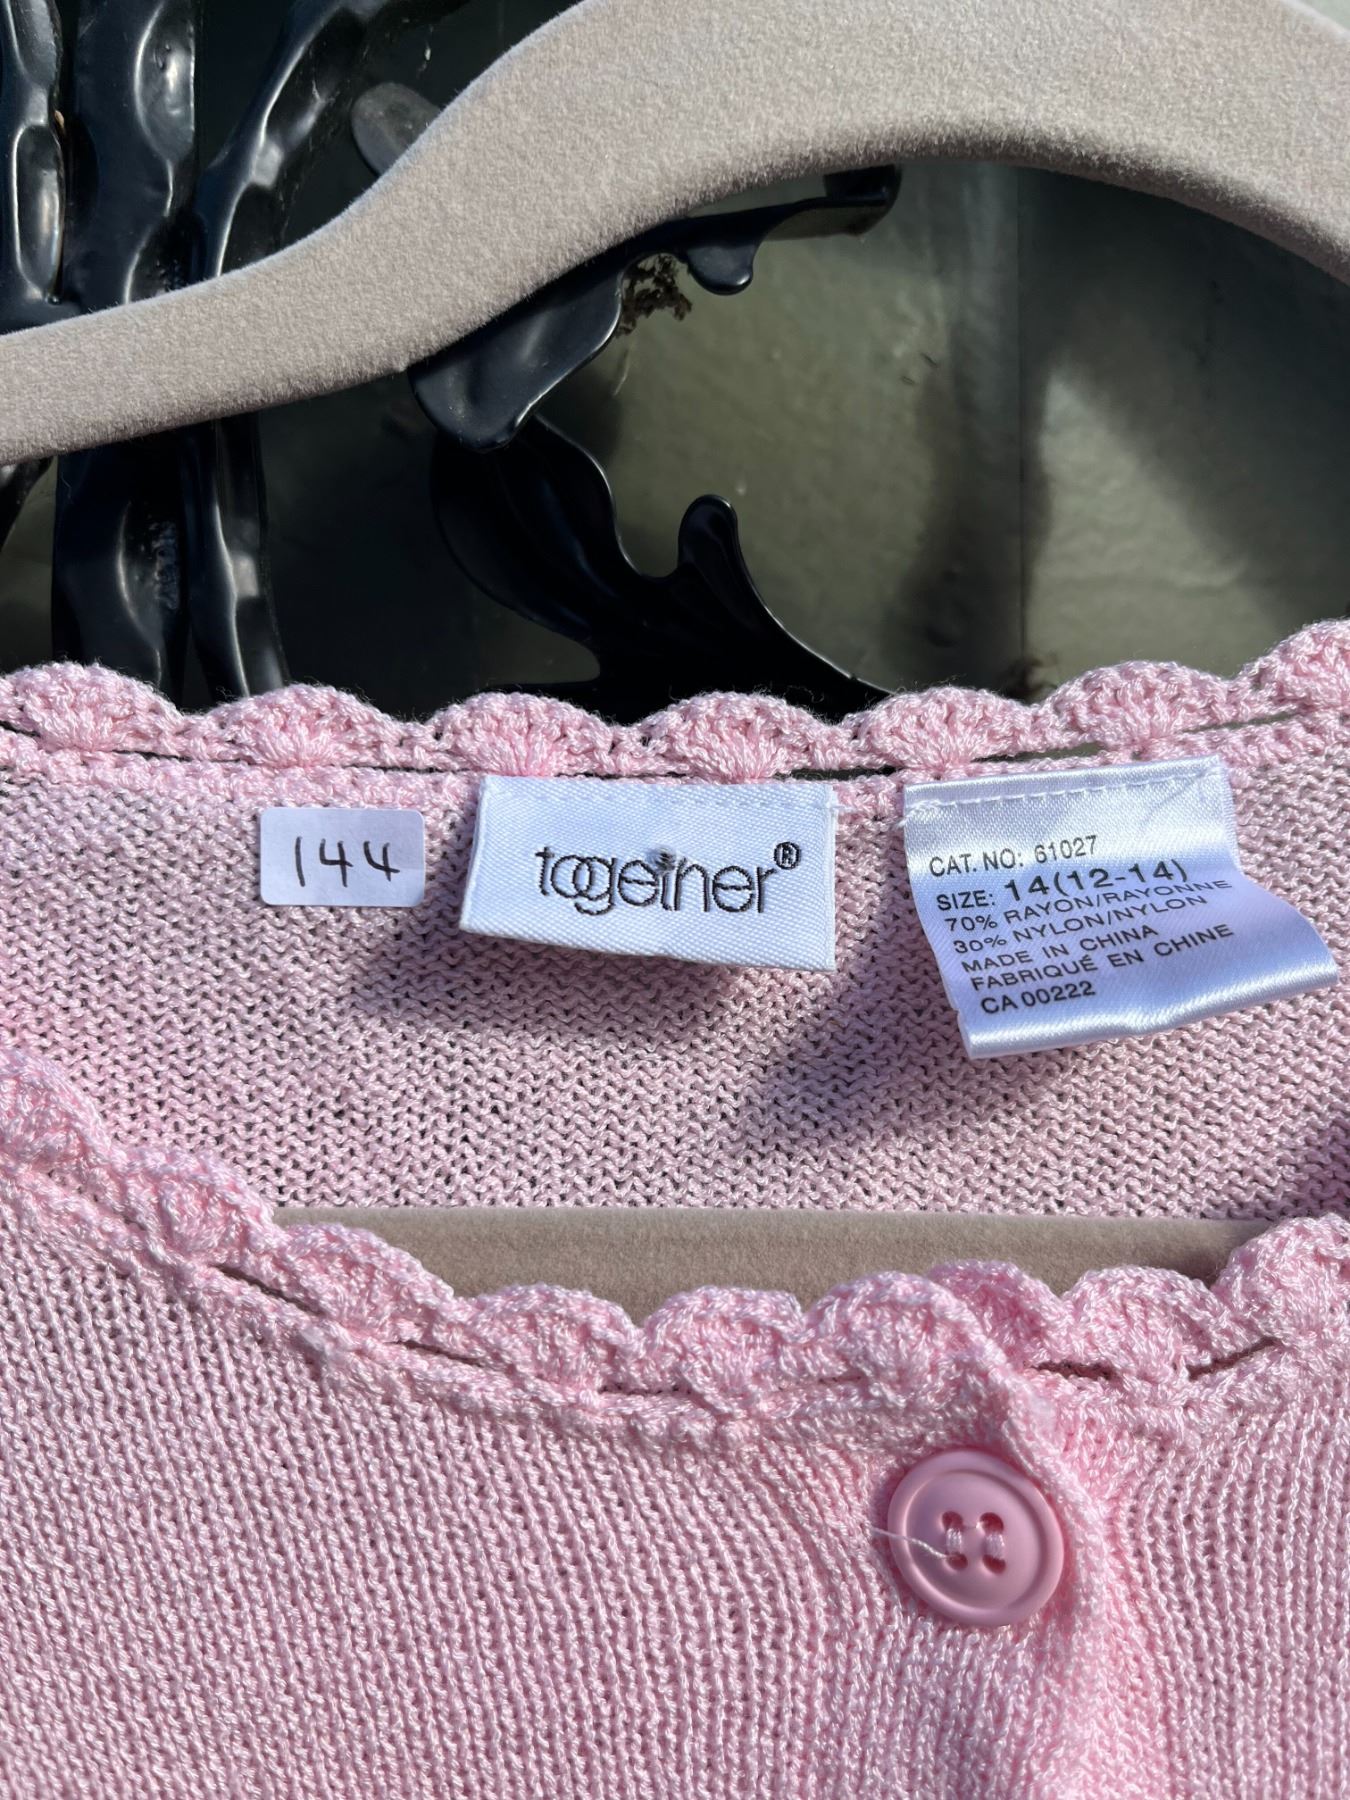 144
together®
CAT. NO: 61027
SIZE: 14(12-14)
70% RAYON/RAYONNE
30% NYLON/NYLON
MADE IN CHINA
FABRIQUÉ EN CHINE
CA 00222